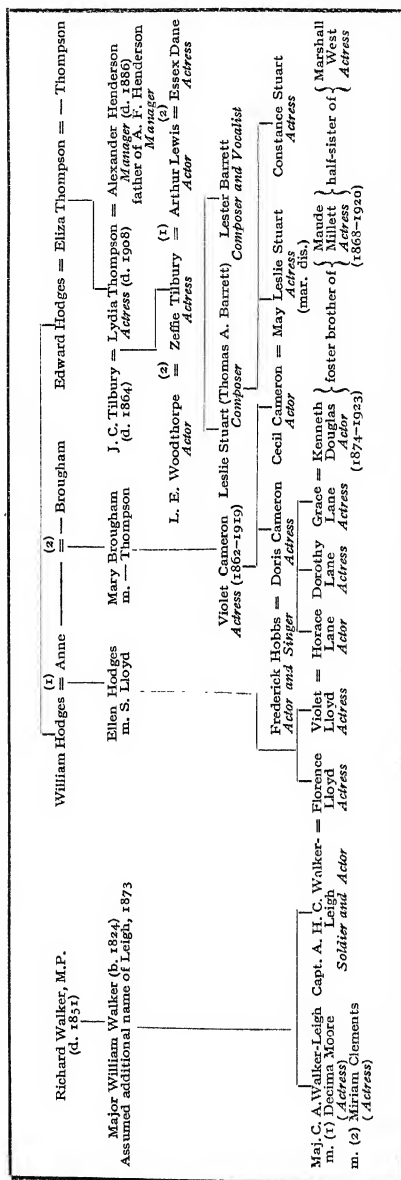 Richard Walker, M.P.
(d. 1851)
William Hodges = Anne = — Brougham
(1) (2)
Edward Hodges = Eliza Thompson = — Thompson
Major William Walker (b. 1824)
Assumed additional name of Leigh, 1873
Ellen Hodges
m. S. Lloyd
Mary Brougham
m. — Thompson
J. C. Tilbury = Lydia Thompson = Alexander Henderson
(d. 1864) Actress (d. 1908) Manager (d. 1886)
father of A. F. Henderson
Manager
(2) (1) (2)
L. E. Woodthorpe = Zeffie Tilbury = Arthur Lewis = Essex Dane
Actor Actress Actor Actress
Violet Cameron Leslie Stuart (Thomas A. Barrett) Lester Barrett
Actress (1862-1919) Composer Composer and Vocalist
Frederick Hobbs = Doris Cameron Cecil Cameron = May Leslie Stuart Constance Stuart
Actor and Singer Actress Actor Actress Actress
(mar. dis.)
Maj. C. A. Walker-Leigh
m. (1) Decima Moore
(Actress)
m. (2) Miriam Clements
(Actress)
Capt. A. H. C. Walker- = Florence
Leigh Lloyd
Soldier and Actor Actress
Violet = Horace
Lloyd Lane
Actress Actor
Dorothy
Lane
Actress
Grace = Kenneth
Lane Douglas
Actress Actor
(1874-1923)
foster brother of
Maude
Millett
Actress
(1868-1920)
half-sister of
Marshall
West
Actress